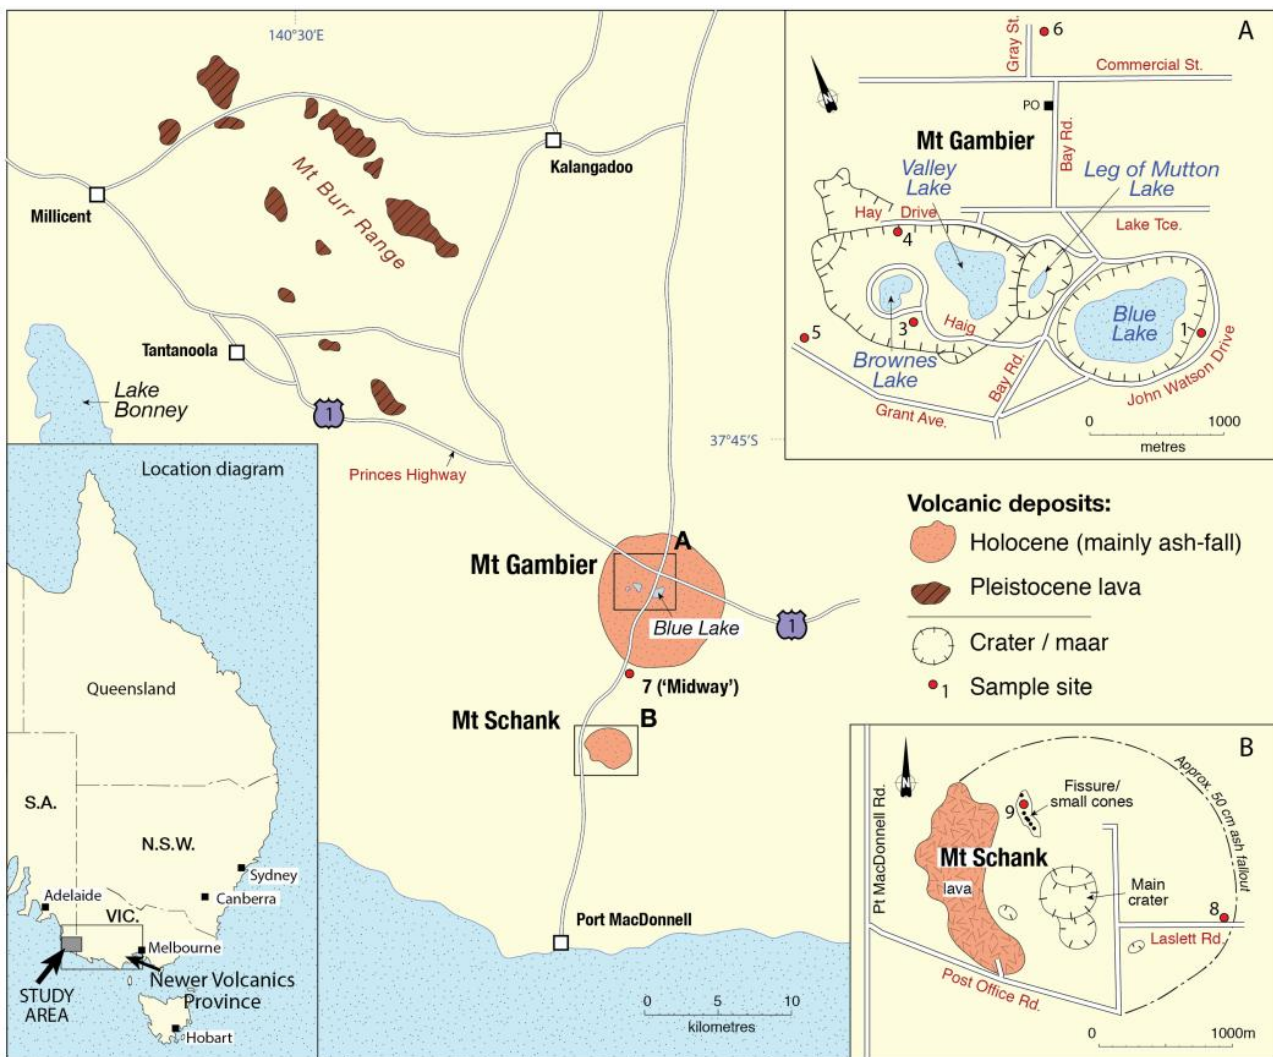 140°30'E
Millicent
Mt Burr Range
Kalangadoo
Tantanoola
Lake
Bonney
1
Princes Highway
37°45'S
Mt Gambier
A
Blue Lake
1
7 (‘Midway’)
Mt Schank
B
Port MacDonnell
0 5 10
kilometres
A
6
Gray St.
Commercial St.
PO
Bay Rd.
Mt Gambier
Valley
Lake
Leg of Mutton
Lake
Hay Drive
Lake Tce.
4
N
5
3
Haig
Blue
Lake
1
Brownes
Lake
Bay Rd.
John Watson Drive
Grant Ave.
0 1000
metres
Volcanic deposits:
Holocene (mainly ash-fall)
Pleistocene lava
Crater / maar
1 Sample site
Location diagram
Queensland
S.A.
N.S.W.
Sydney
Canberra
Adelaide
VIC.
Melbourne
STUDY
AREA
Newer Volcanics
Province
Hobart
B
N
Pt MacDonnell Rd.
Approx. 50 cm ash fallout
Fissure/
small cones
9
Mt Schank
lava
Main
crater
8
Laslett Rd.
Post Office Rd.
0 1000m